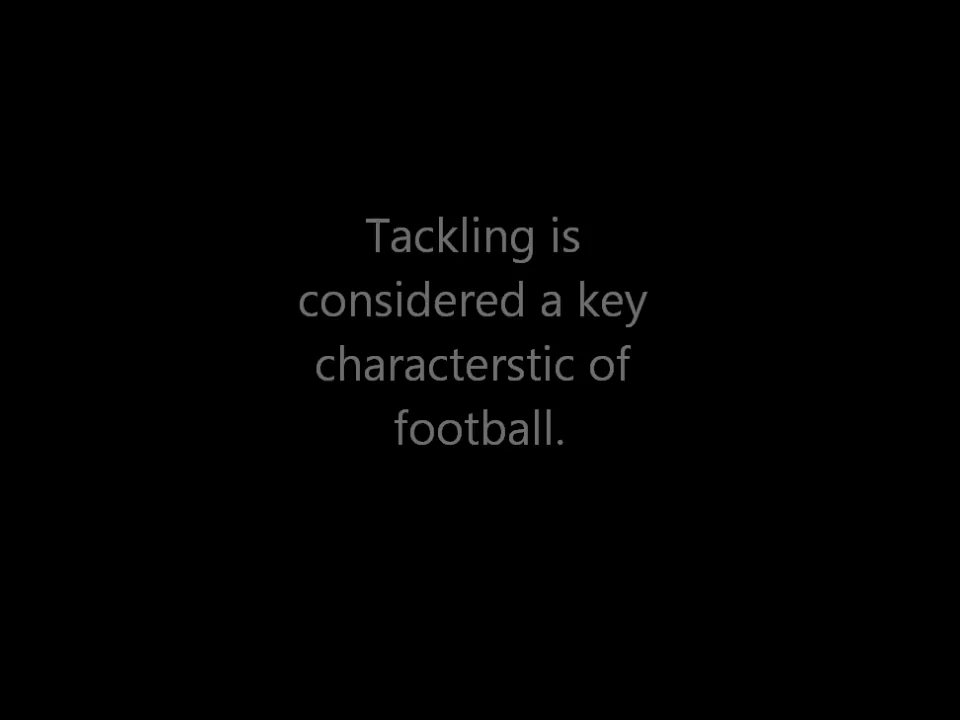 Tackling is
considered a key
characterstic of
football.